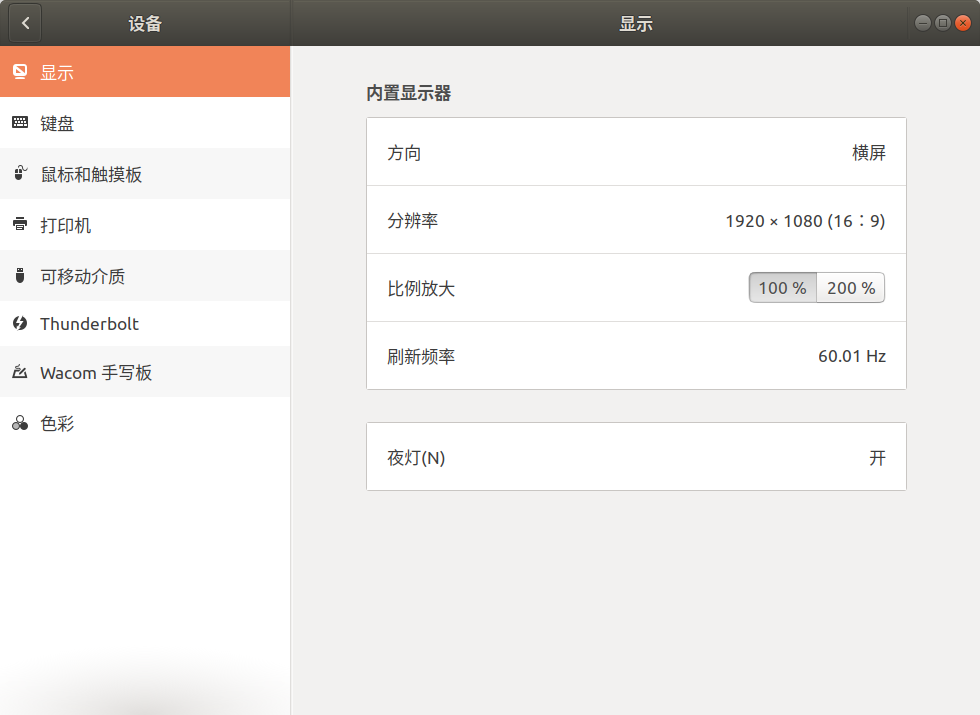 设备
显示
显示
键盘
鼠标和触摸板
打印机
可移动介质
Thunderbolt
Wacom 手写板
色彩
内置显示器
方向 横屏
分辨率 1920 × 1080 (16∶9)
比例放大 100 % 200 %
刷新频率 60.01 Hz
夜灯(N) 开